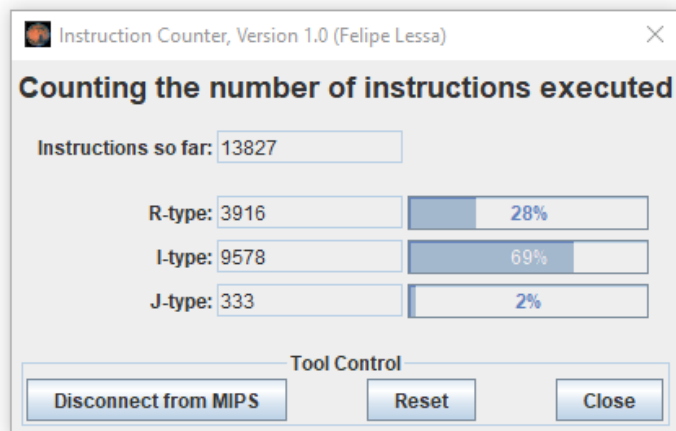 Instruction Counter, Version 1.0 (Felipe Lessa)
Counting the number of instructions executed
Instructions so far: 13827
R-type: 3916 28%
I-type: 9578 69%
J-type: 333 2%
Tool Control
Disconnect from MIPS Reset Close